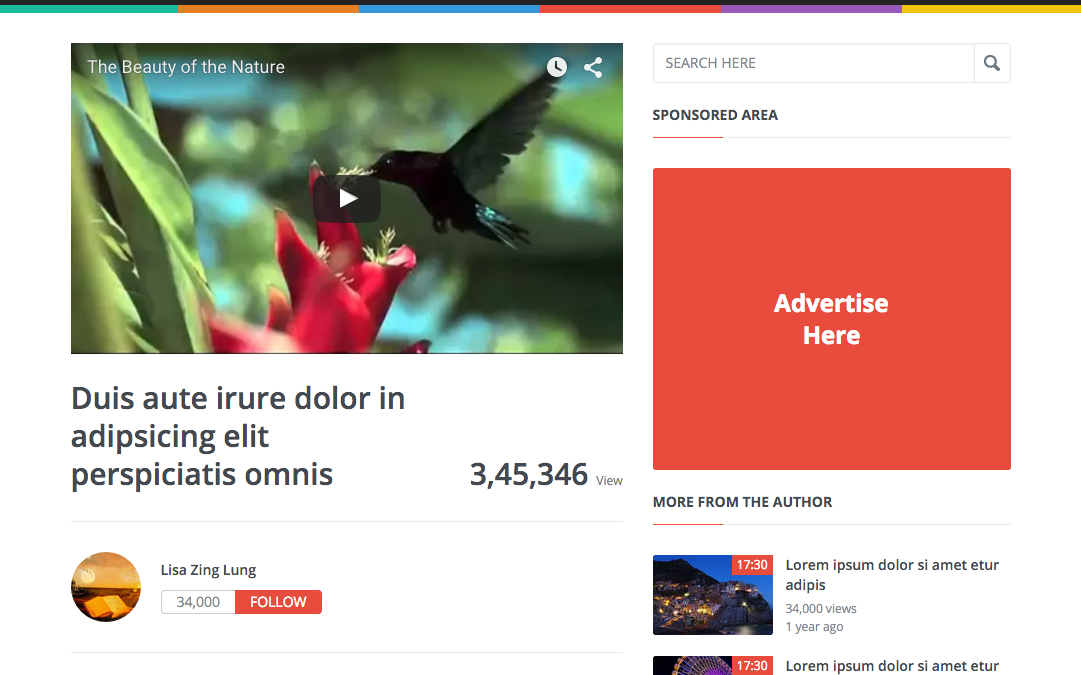 The Beauty of the Nature
Duis aute irure dolor in
adipsicing elit
perspiciatis omnis
3,45,346 View
Lisa Zing Lung
34,000 FOLLOW
SEARCH HERE
SPONSORED AREA
Advertise
Here
MORE FROM THE AUTHOR
17:30
Lorem ipsum dolor si amet etur
adipis
34,000 views
1 year ago
17:30
Lorem ipsum dolor si amet etur